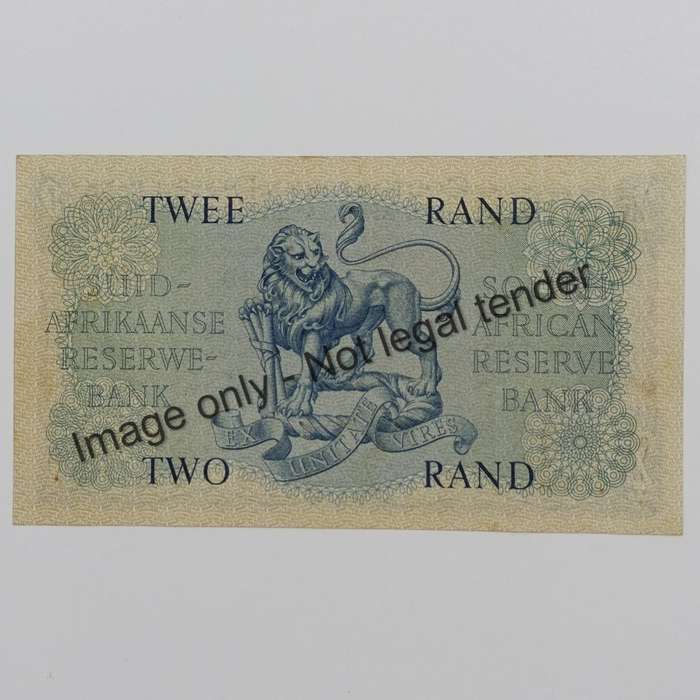 TWEE RAND
SUID-
AFRIKAANSE
RESERWE-
BANK
SOUTH
AFRICAN
RESERVE
BANK
Image only - Not legal tender
EX UNITATE VIRES
TWO RAND